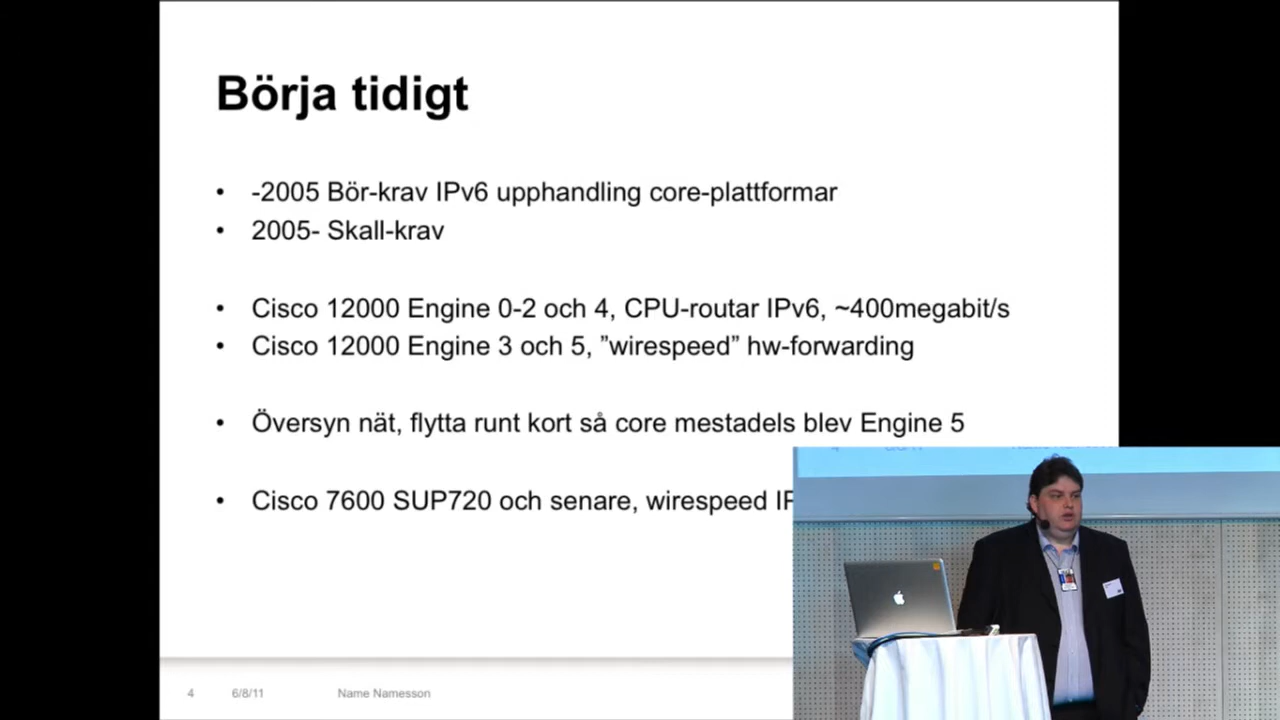 Börja tidigt
• -2005 Bör-krav IPv6 upphandling core-plattformar
• 2005- Skall-krav
• Cisco 12000 Engine 0-2 och 4, CPU-routar IPv6, ~400megabit/s
• Cisco 12000 Engine 3 och 5, ”wirespeed” hw-forwarding
• Översyn nät, flytta runt kort så core mestadels blev Engine 5
• Cisco 7600 SUP720 och senare, wirespeed
4 6/8/11 Name Namesson